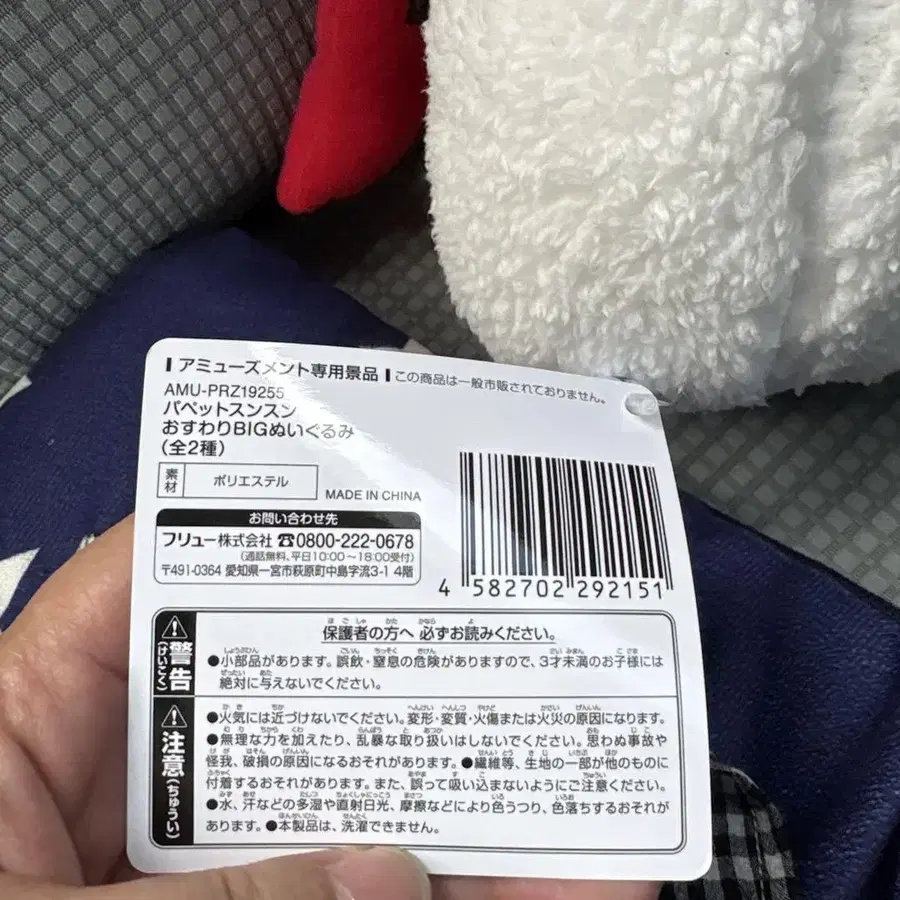 アミューズメント専用景品 この商品は一般市販されておりません。
AMU-PRZ19255
パペットスンスン
おすわりBIGぬいぐるみ
(全2種)
素材 ポリエステル
MADE IN CHINA
お問い合わせ先
フリュー株式会社 ☎0800-222-0678
(通話無料、平日10:00~18:00受付)
〒491-0364 愛知県一宮市萩原町中島字流3-1 4階
4 582702 292151
⚠警告(けいこく)
保護者の方へ 必ずお読みください。
●小部品があります。誤飲・窒息の危険がありますので、3才未満のお子様には
絶対に与えないでください。
⚠注意(ちゅうい)
●火気には近づけないでください。変形・変質・火傷または火災の原因になります。
●無理な力を加えたり、乱暴な取り扱いはしないでください。思わぬ事故や
怪我、破損の原因になるおそれがあります。●繊維等、生地の一部が他のものに
付着するおそれがあります。また、誤って吸い込まないようにご注意ください。
●水、汗などの多湿や直射日光、摩擦などにより色うつり、色落ちするおそれが
あります。●本製品は、洗濯できません。